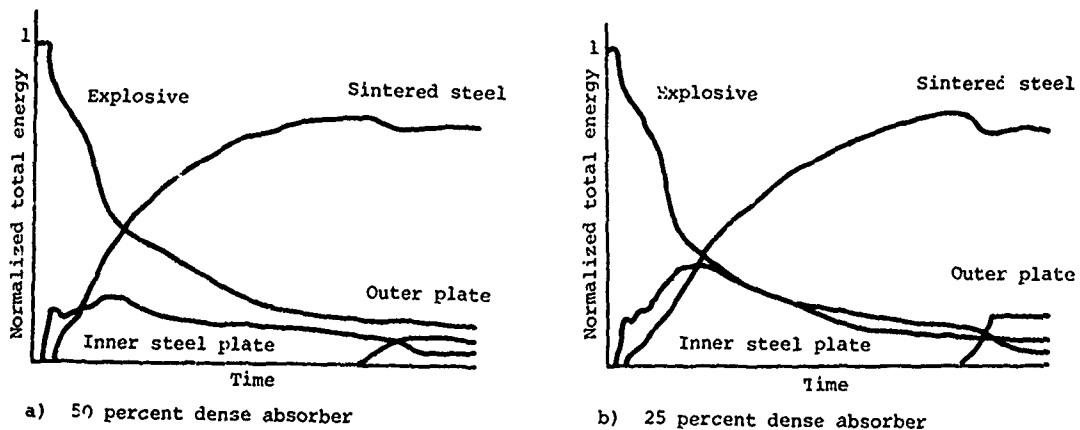 1
Normalized total energy
Explosive
Sintered steel
Outer plate
Inner steel plate
Time
a) 50 percent dense absorber
1
Normalized total energy
Explosive
Sintered steel
Outer plate
Inner steel plate
Time
b) 25 percent dense absorber